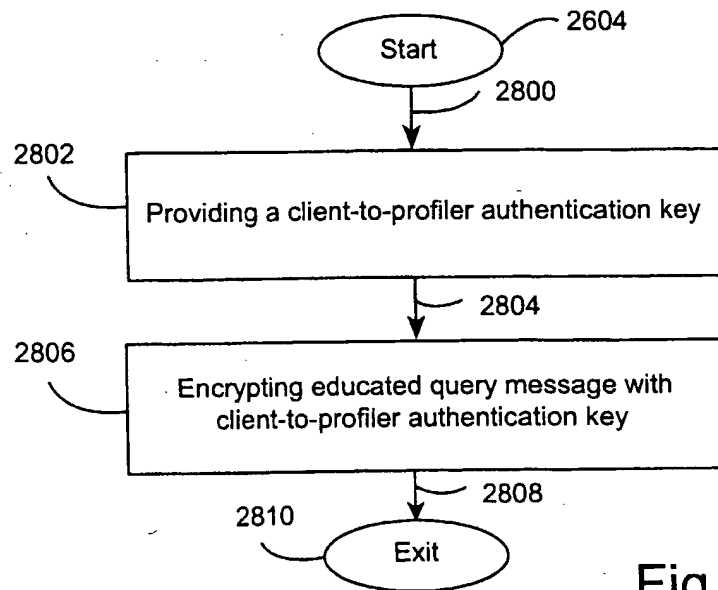 2604
Start
2800
2802
Providing a client-to-profiler authentication key
2804
2806
Encrypting educated query message with
client-to-profiler authentication key
2808
2810
Exit
Fig